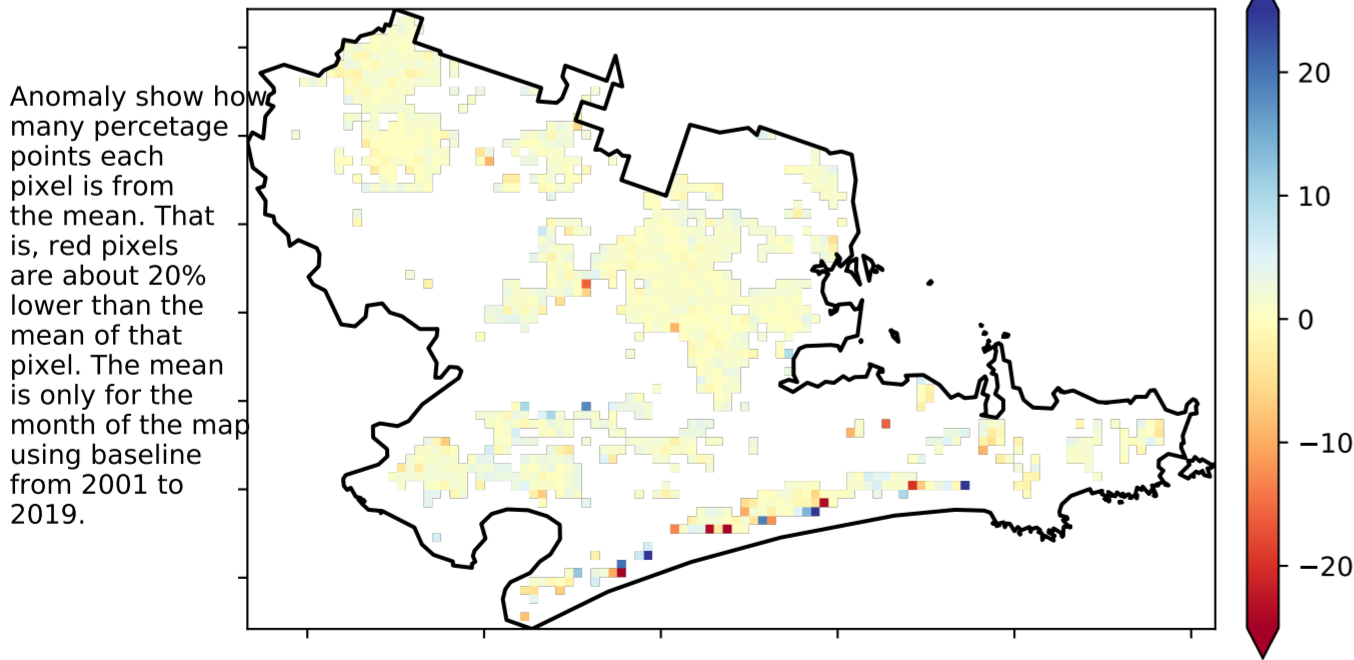 Anomaly show how
many percetage
points each
pixel is from
the mean. That
is, red pixels
are about 20%
lower than the
mean of that
pixel. The mean
is only for the
month of the map
using baseline
from 2001 to
2019.
20
10
0
−10
−20